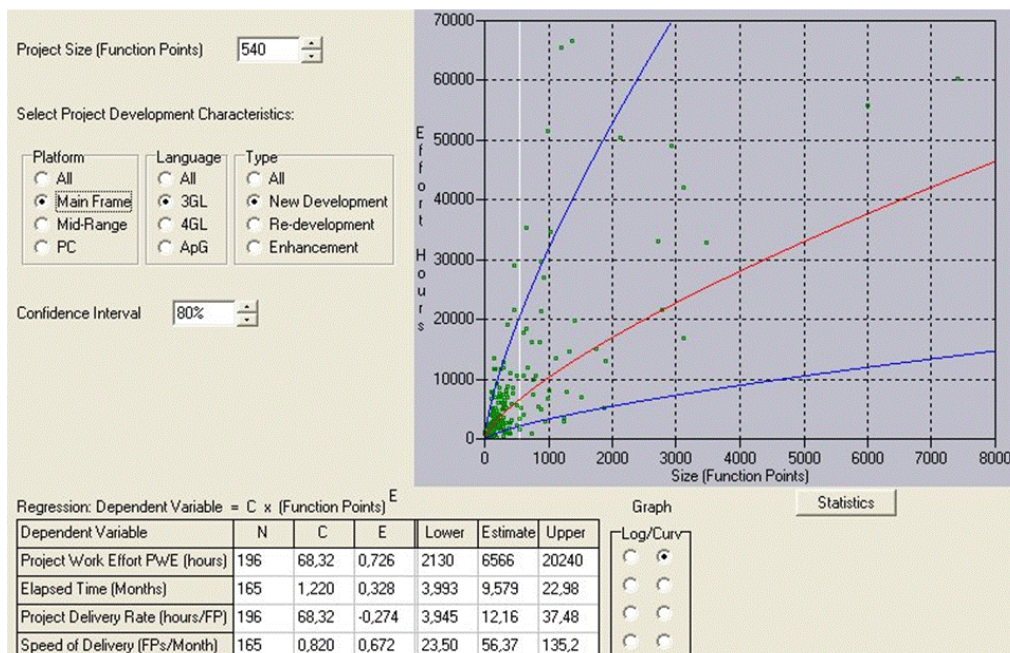 Project Size (Function Points) 540
Select Project Development Characteristics:
Platform Language Type
All All All
Main Frame 3GL New Development
Mid-Range 4GL Re-development
PC ApG Enhancement
Confidence Interval 80%
70000
60000
50000
40000
30000
20000
10000
0
Effort Hours
0 1000 2000 3000 4000 5000 6000 7000 8000
Size (Function Points)
Regression: Dependent Variable = C x (Function Points) E
Graph
Statistics
Dependent Variable N C E Lower Estimate Upper
Log/Curv
Project Work Effort PWE (hours) 196 68,32 0,726 2130 6566 20240
Elapsed Time (Months) 165 1,220 0,328 3,993 9,579 22,98
Project Delivery Rate (hours/FP) 196 68,32 -0,274 3,945 12,16 37,48
Speed of Delivery (FPs/Month) 165 0,820 0,672 23,50 56,37 135,2